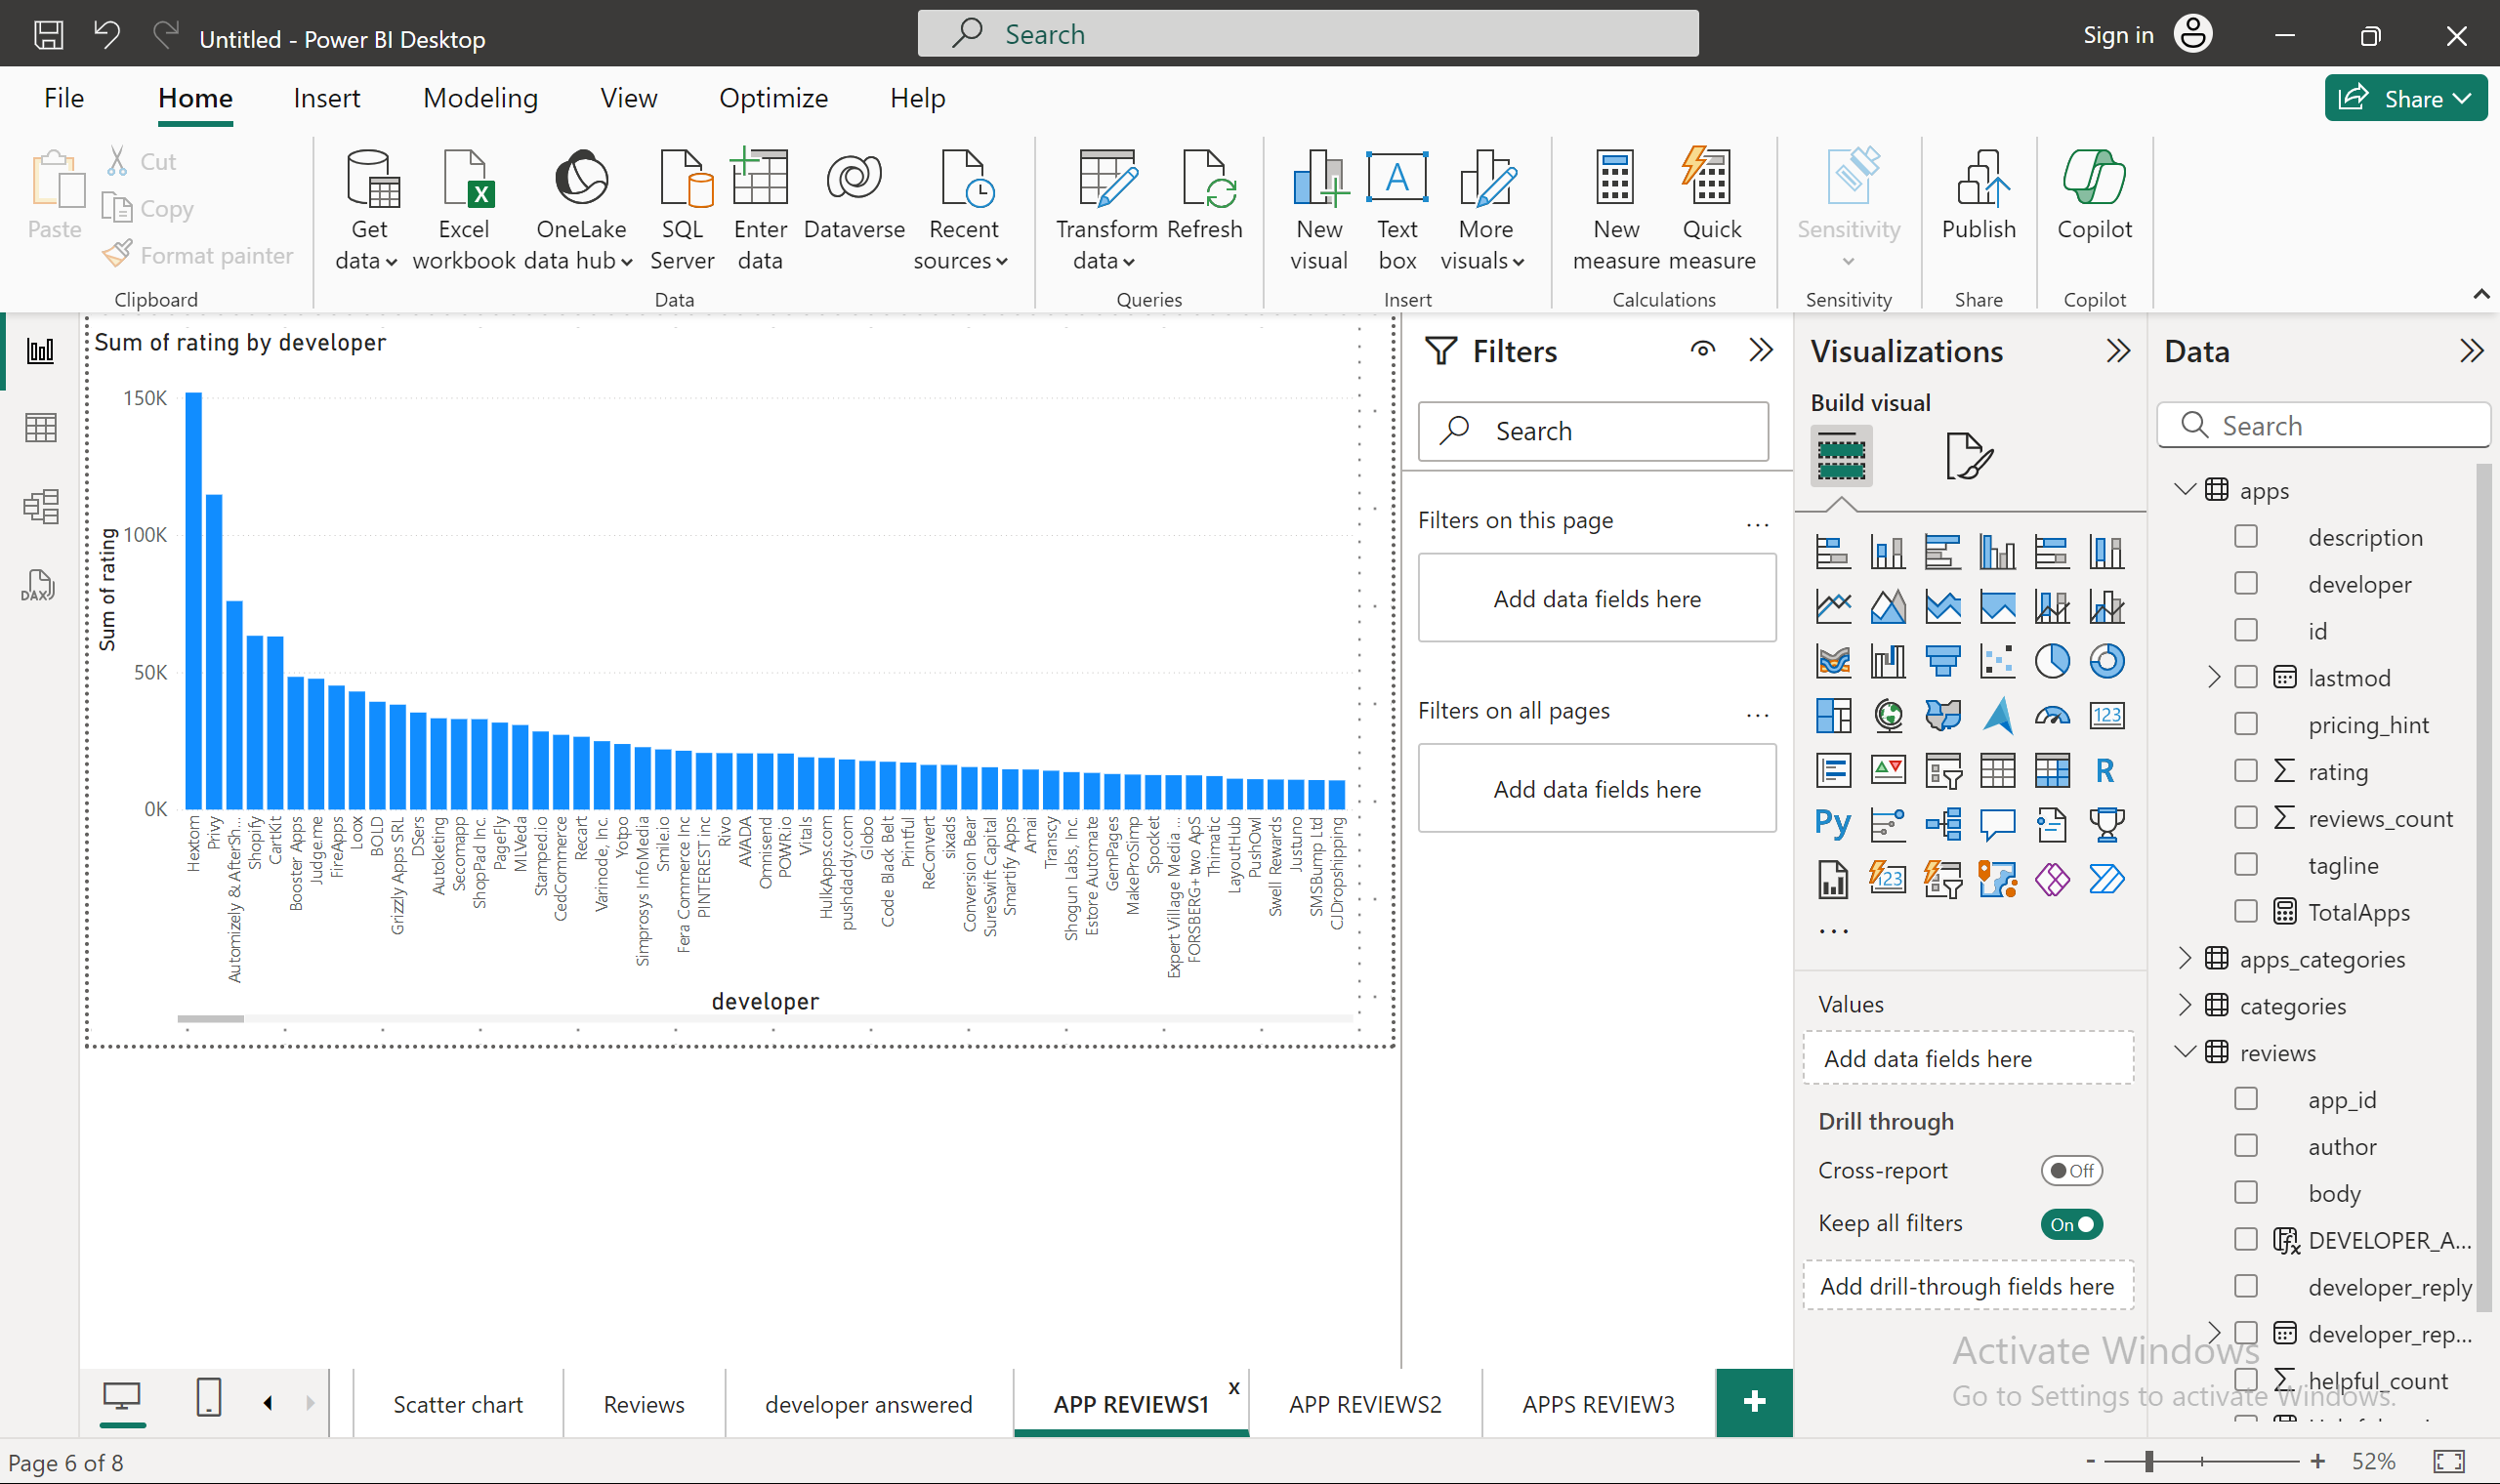 Untitled - Power BI Desktop
Search
Sign in
File
Home
Insert
Modeling
View
Optimize
Help
Share
Paste
Cut
Copy
Format painter
Clipboard
Get data
Excel workbook
OneLake data hub
SQL Server
Enter data
Dataverse
Recent sources
Data
Transform data
Refresh
Queries
New visual
Text box
More visuals
Insert
New measure
Quick measure
Calculations
Sensitivity
Sensitivity
Publish
Share
Copilot
Copilot
Sum of rating by developer
Sum of rating
150K
100K
50K
0K
Hextom
Privy
Automizely & AfterSh...
Shopify
CartKit
Booster Apps
Judge.me
FireApps
Loox
BOLD
Grizzly Apps SRL
DSers
Autoketing
Secomapp
ShopPad Inc.
PageFly
MLVeda
Stamped.io
CedCommerce
Recart
Varinode, Inc.
Yotpo
Simprosys InfoMedia
Smile.io
Fera Commerce Inc
PINTEREST inc
Rivo
AVADA
Omnisend
POWR.io
Vitals
HulkApps.com
pushdaddy.com
Globo
Code Black Belt
Printful
ReConvert
sixads
Conversion Bear
SureSwift Capital
Smartify Apps
Amai
Transcy
Shogun Labs, Inc.
Estore Automate
GemPages
MakeProSimp
Spocket
Expert Village Media ...
FORSBERG+ two ApS
Thimatic
LayoutHub
PushOwl
Swell Rewards
Justuno
SMSBump Ltd
CJDropshipping
developer
Filters
Search
Filters on this page
...
Add data fields here
Filters on all pages
...
Add data fields here
Visualizations
Build visual
123
R
Py
123
...
Values
Add data fields here
Drill through
Cross-report
Off
Keep all filters
On
Add drill-through fields here
Data
Search
apps
description
developer
id
lastmod
pricing_hint
rating
reviews_count
tagline
TotalApps
apps_categories
categories
reviews
app_id
author
body
DEVELOPER_A...
developer_reply
developer_rep...
helpful_count
Activate Windows
Go to Settings to activate Windows.
DAX
Scatter chart
Reviews
developer answered
APP REVIEWS1
x
APP REVIEWS2
APPS REVIEW3
+
Page 6 of 8
-
+
52%